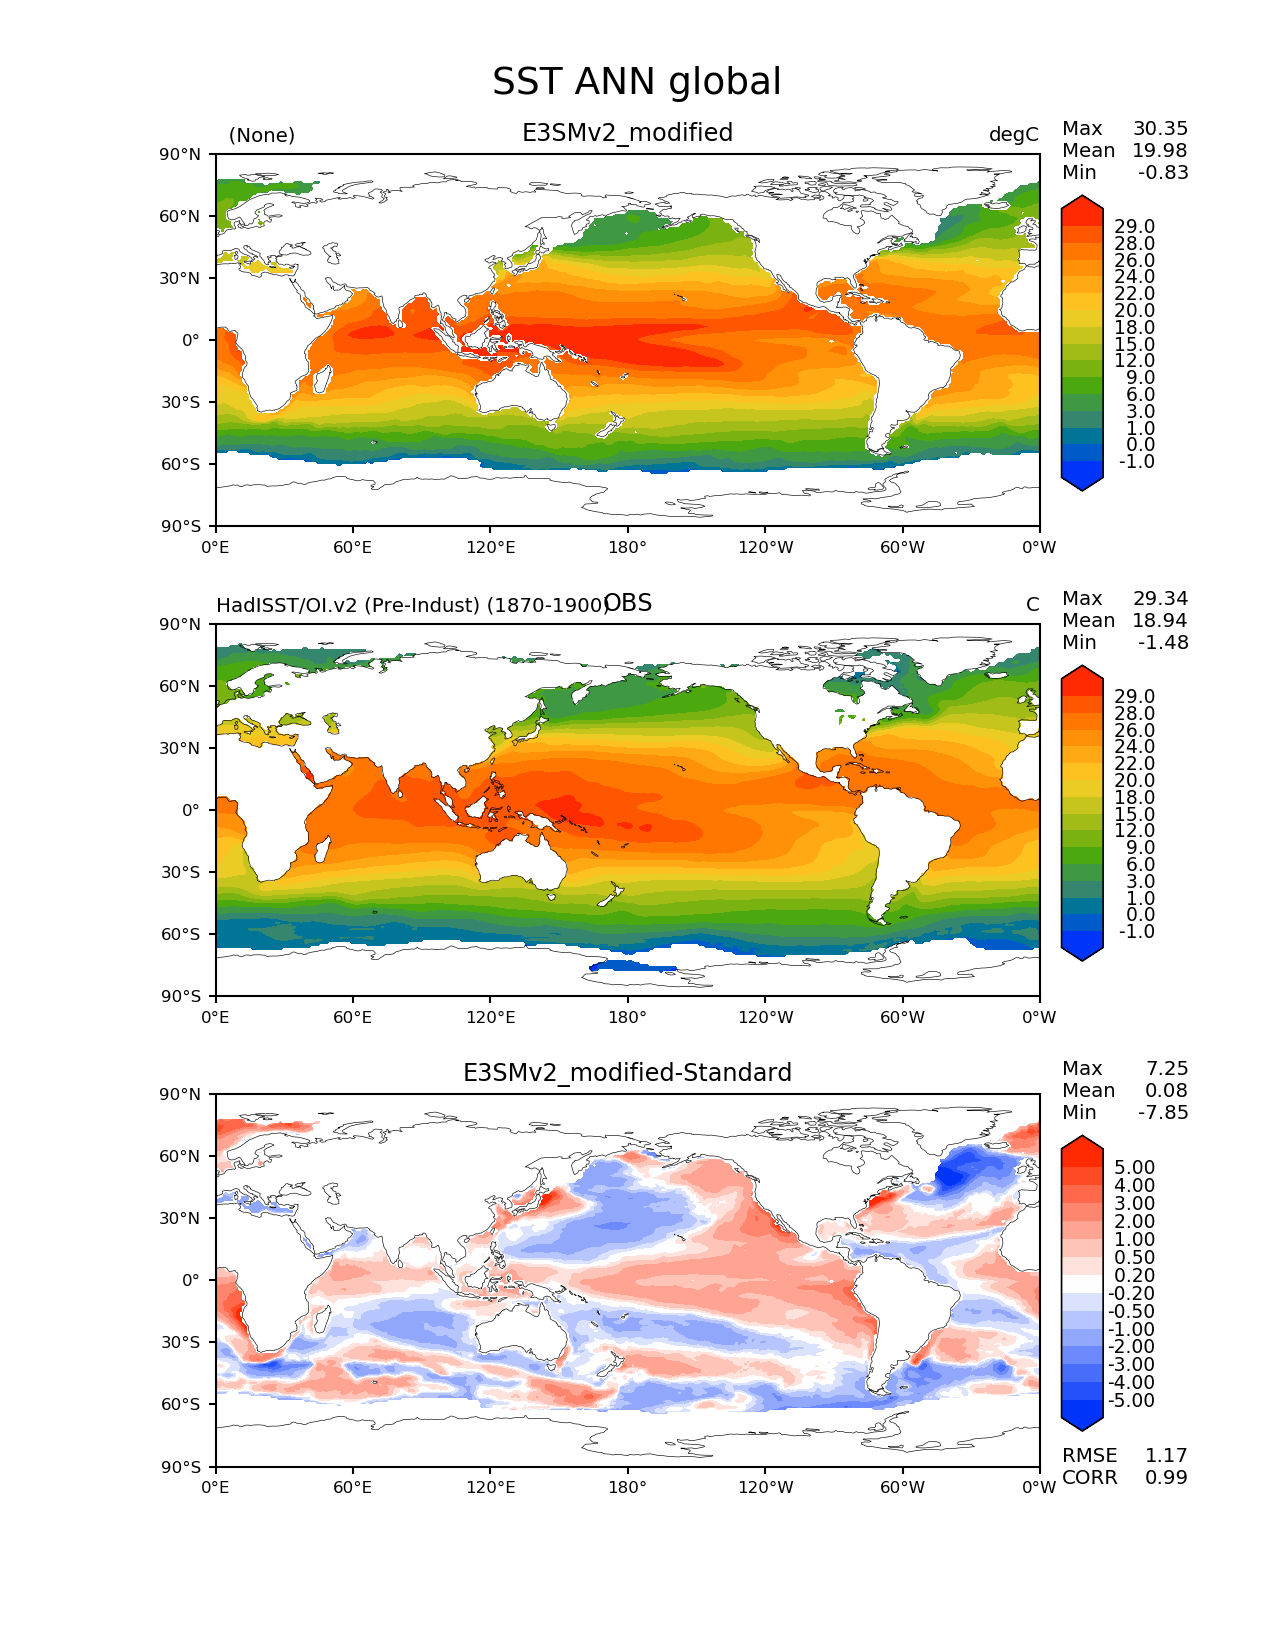 SST ANN global
(None) E3SMv2_modified degC
Max 30.35
Mean 19.98
Min -0.83
90°N
60°N
30°N
0°
30°S
60°S
90°S
0°E 60°E 120°E 180° 120°W 60°W 0°W
29.0
28.0
26.0
24.0
22.0
20.0
18.0
15.0
12.0
9.0
6.0
3.0
1.0
0.0
-1.0
HadISST/OI.v2 (Pre-Indust) (1870-1900) OBS C
Max 29.34
Mean 18.94
Min -1.48
90°N
60°N
30°N
0°
30°S
60°S
90°S
0°E 60°E 120°E 180° 120°W 60°W 0°W
29.0
28.0
26.0
24.0
22.0
20.0
18.0
15.0
12.0
9.0
6.0
3.0
1.0
0.0
-1.0
E3SMv2_modified-Standard
Max 7.25
Mean 0.08
Min -7.85
90°N
60°N
30°N
0°
30°S
60°S
90°S
0°E 60°E 120°E 180° 120°W 60°W 0°W
5.00
4.00
3.00
2.00
1.00
0.50
0.20
-0.20
-0.50
-1.00
-2.00
-3.00
-4.00
-5.00
RMSE 1.17
CORR 0.99